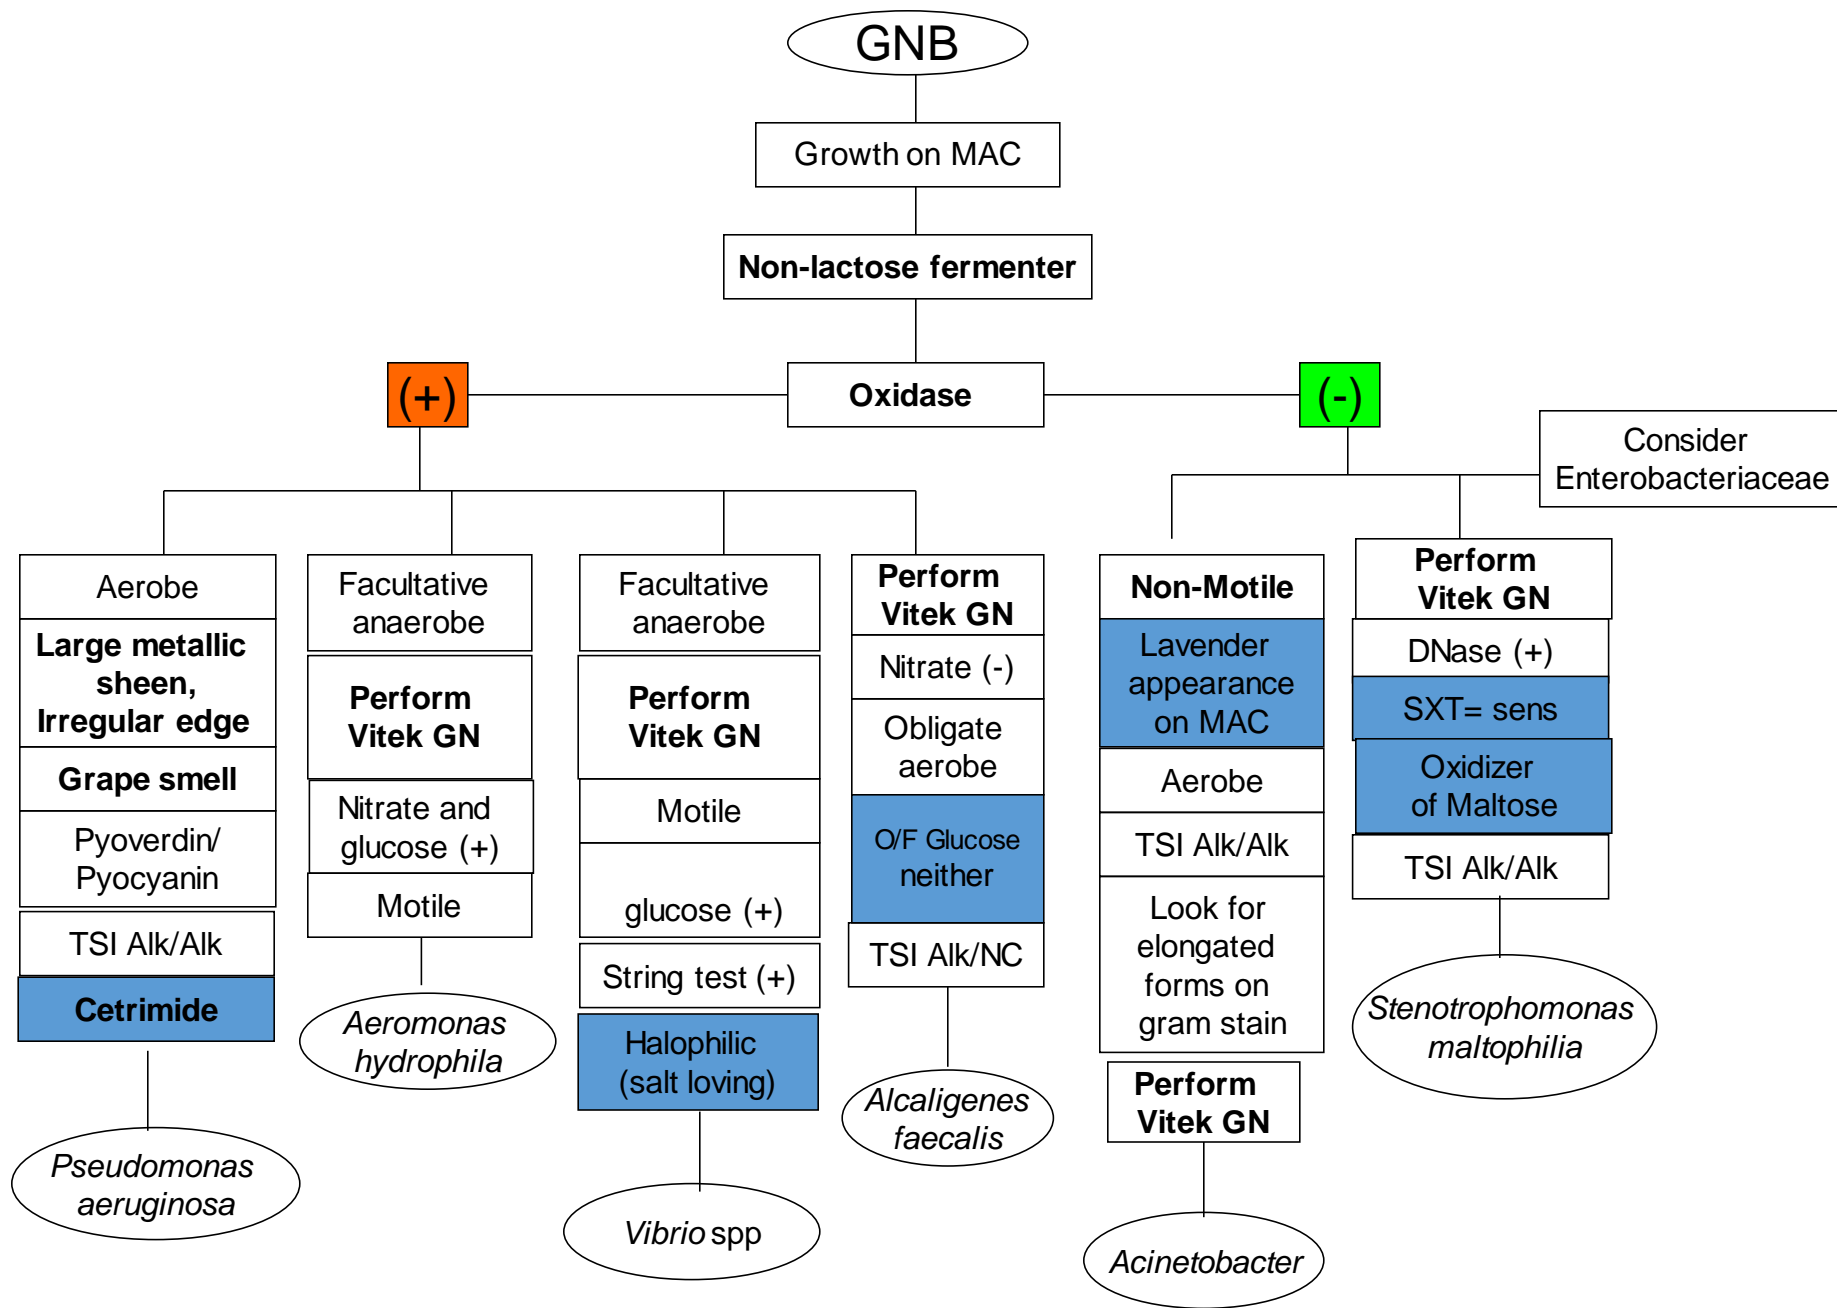 GNB
Growth on MAC
Non-lactose fermenter
(+)
Oxidase
(-)
Consider
Enterobacteriaceae
Aerobe
Large metallic
sheen,
Irregular edge
Grape smell
Pyoverdin/
Pyocyanin
TSI Alk/Alk
Cetrimide
Pseudomonas
aeruginosa
Facultative
anaerobe
Perform
Vitek GN
Nitrate and
glucose (+)
Motile
Aeromonas
hydrophila
Facultative
anaerobe
Perform
Vitek GN
Motile
glucose (+)
String test (+)
Halophilic
(salt loving)
Vibrio spp
Perform
Vitek GN
Nitrate (-)
Obligate
aerobe
O/F Glucose
neither
TSI Alk/NC
Alcaligenes
faecalis
Non-Motile
Lavender
appearance
on MAC
Aerobe
TSI Alk/Alk
Look for
elongated
forms on
gram stain
Perform
Vitek GN
Acinetobacter
Perform
Vitek GN
DNase (+)
SXT= sens
Oxidizer
of Maltose
TSI Alk/Alk
Stenotrophomonas
maltophilia